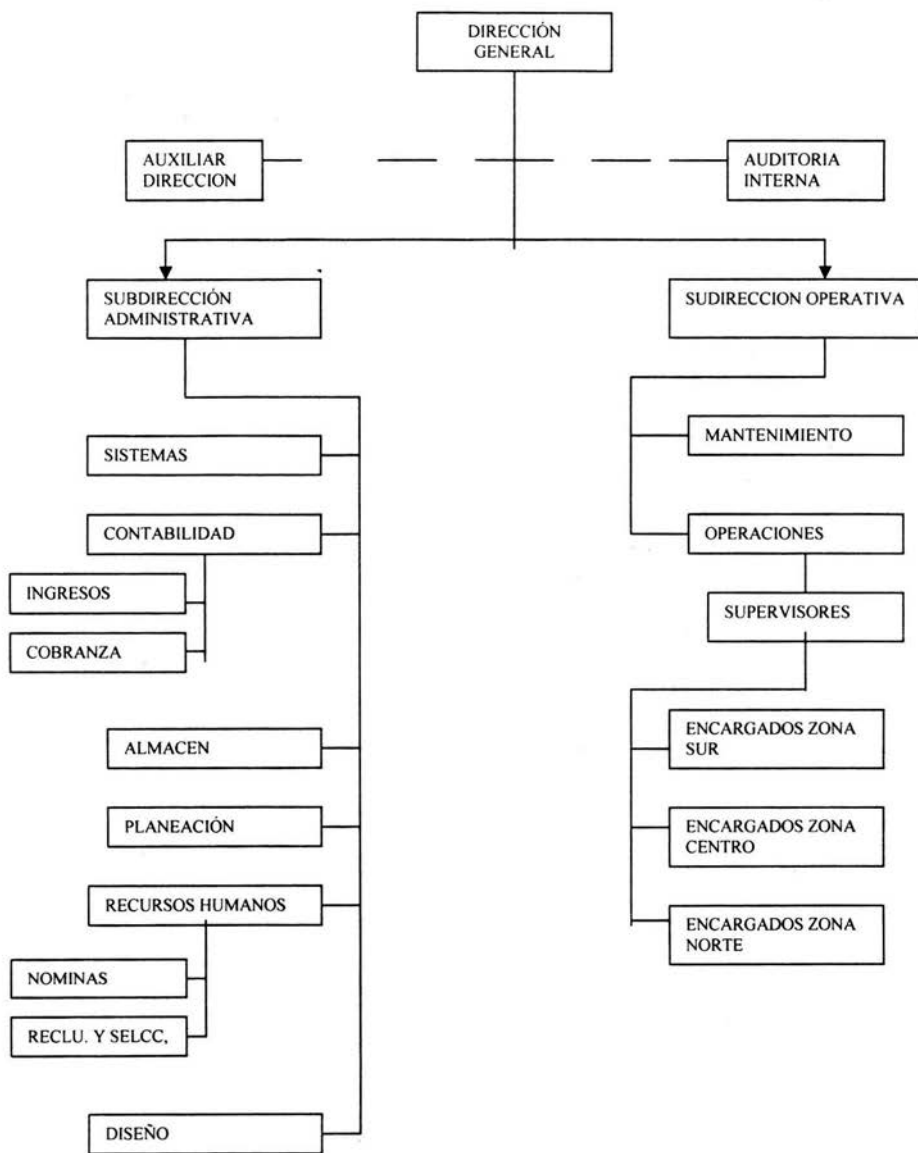 DIRECCIÓN
GENERAL
AUXILIAR
DIRECCION
AUDITORIA
INTERNA
SUBDIRECCIÓN
ADMINISTRATIVA
SUDIRECCION OPERATIVA
SISTEMAS
CONTABILIDAD
INGRESOS
COBRANZA
ALMACEN
PLANEACIÓN
RECURSOS HUMANOS
NOMINAS
RECLU. Y SELCC,
DISEÑO
MANTENIMIENTO
OPERACIONES
SUPERVISORES
ENCARGADOS ZONA
SUR
ENCARGADOS ZONA
CENTRO
ENCARGADOS ZONA
NORTE